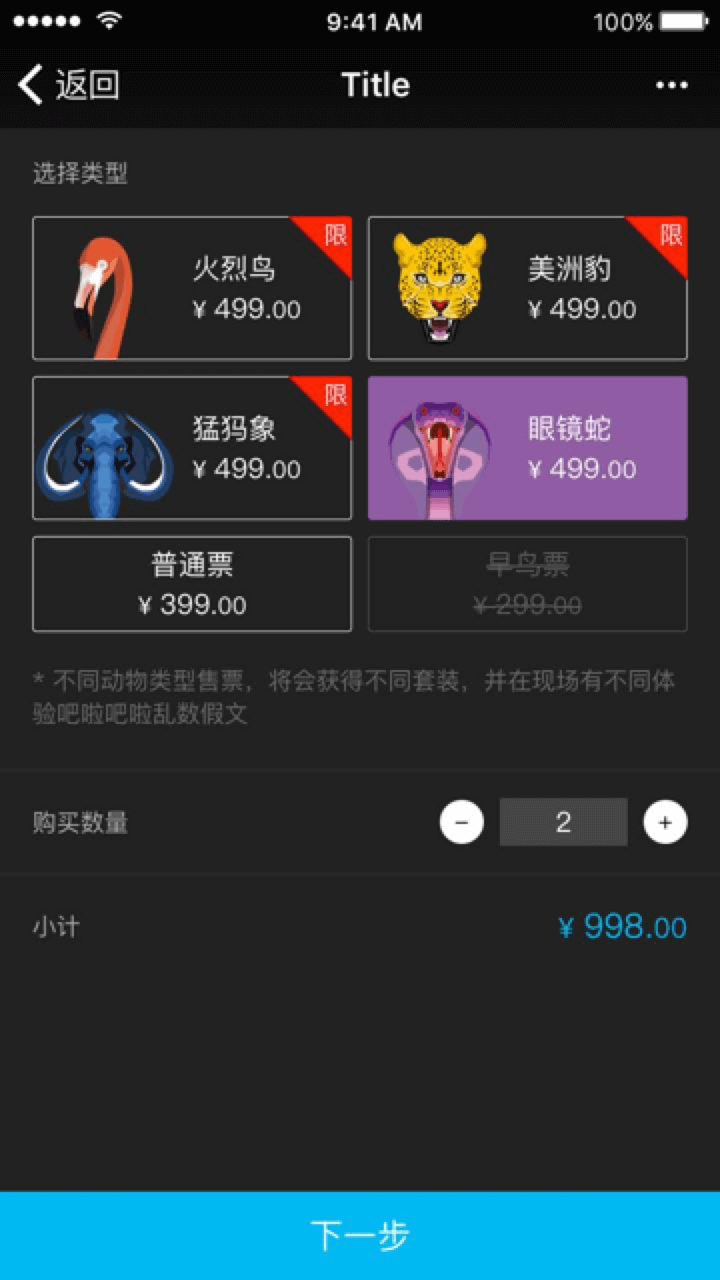 9:41 AM 100%
返回 Title
选择类型
限 限
火烈鸟 美洲豹
¥ 499.00 ¥ 499.00
限
猛犸象 眼镜蛇
¥ 499.00 ¥ 499.00
普通票 早鸟票
¥ 399.00 ¥ 299.00
* 不同动物类型售票，将会获得不同套装，并在现场有不同体
验吧啦吧啦乱数假文
购买数量 − 2 +
小计 ¥ 998.00
下一步